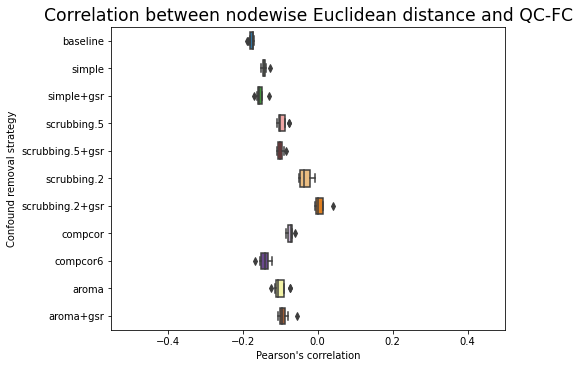 Correlation between nodewise Euclidean distance and QC-FC
baseline
simple
simple+gsr
scrubbing.5
scrubbing.5+gsr
scrubbing.2
scrubbing.2+gsr
compcor
compcor6
aroma
aroma+gsr
Confound removal strategy
−0.4 −0.2 0.0 0.2 0.4
Pearson's correlation